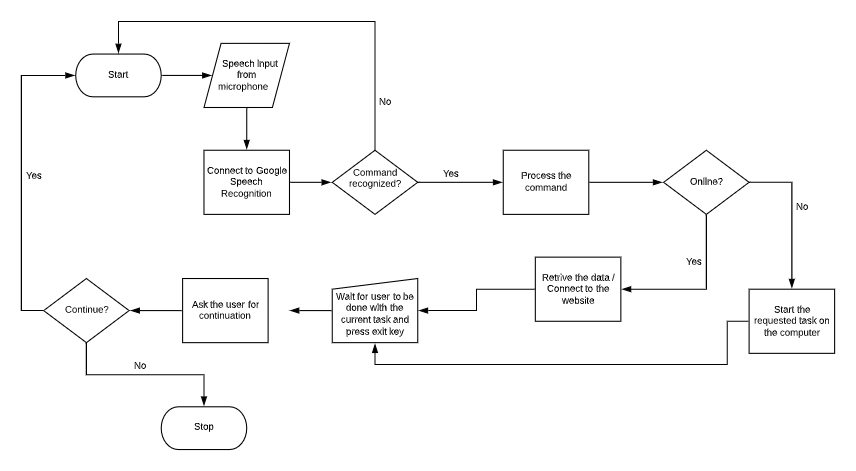 Start
Speech Input
from
microphone
No
Connect to Google
Speech
Recognition
Command
recognized?
Yes
Process the
command
Online?
No
Yes
Yes
Retrive the data /
Connect to the
website
Start the
requested task on
the computer
Wait for user to be
done with the
current task and
press exit key
Ask the user for
continuation
Continue?
No
Stop